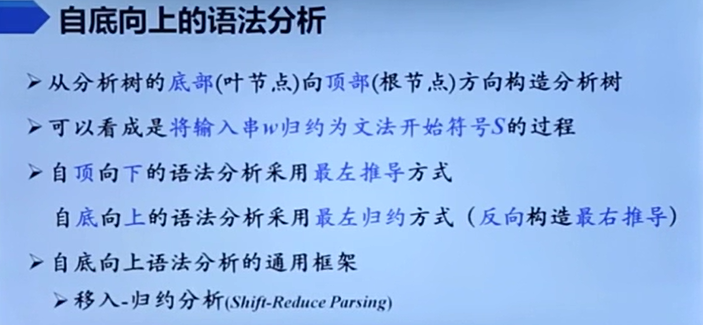 自底向上的语法分析
➢从分析树的底部(叶节点)向顶部(根节点)方向构造分析树
➢可以看成是将输入串w归约为文法开始符号S的过程
➢自顶向下的语法分析采用最左推导方式
自底向上的语法分析采用最左归约方式（反向构造最右推导）
➢自底向上语法分析的通用框架
➢移入-归约分析(Shift-Reduce Parsing)